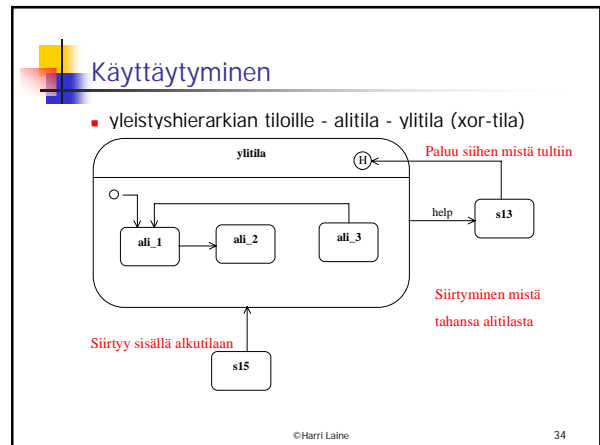 Käyttäytyminen
yleistyshierarkian tiloille - alitila - ylitila (xor-tila)
ylitila
H
Paluu siihen mistä tultiin
help
s13
ali_1
ali_2
ali_3
Siirtyminen mistä
tahansa alitilasta
Siirtyy sisällä alkutilaan
s15
©Harri Laine
34